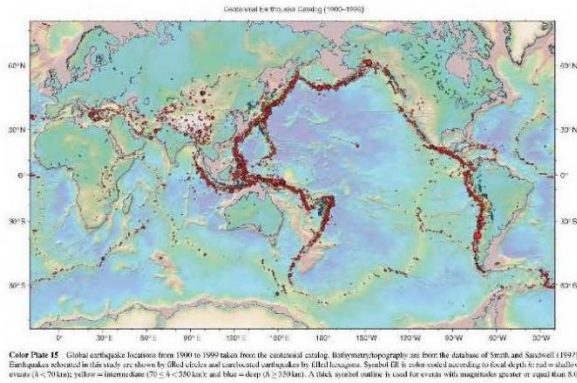 Centennial Earthquake Catalog (1900-1999)
60°N
30°N
0°
30°S
60°S
0° 30°E 60°E 90°E 120°E 150°E 180° 150°W 120°W 90°W 60°W 30°W
Color Plate 15 Global earthquake locations from 1900 to 1999 taken from the centennial catalog. Bathymetry/topography are from the database of Smith and Sandwell (1997).
Earthquakes relocated in this study are shown by filled circles and unrelocated earthquakes by filled hexagons. Symbol fill is color-coded according to focal depth
events (h < 70 km); yellow = intermediate (70 ≤ h < 350 km); and blue = deep (h ≥ 350 km). A thick symbol outline is used for events with magnitudes greater or equal than 8.0